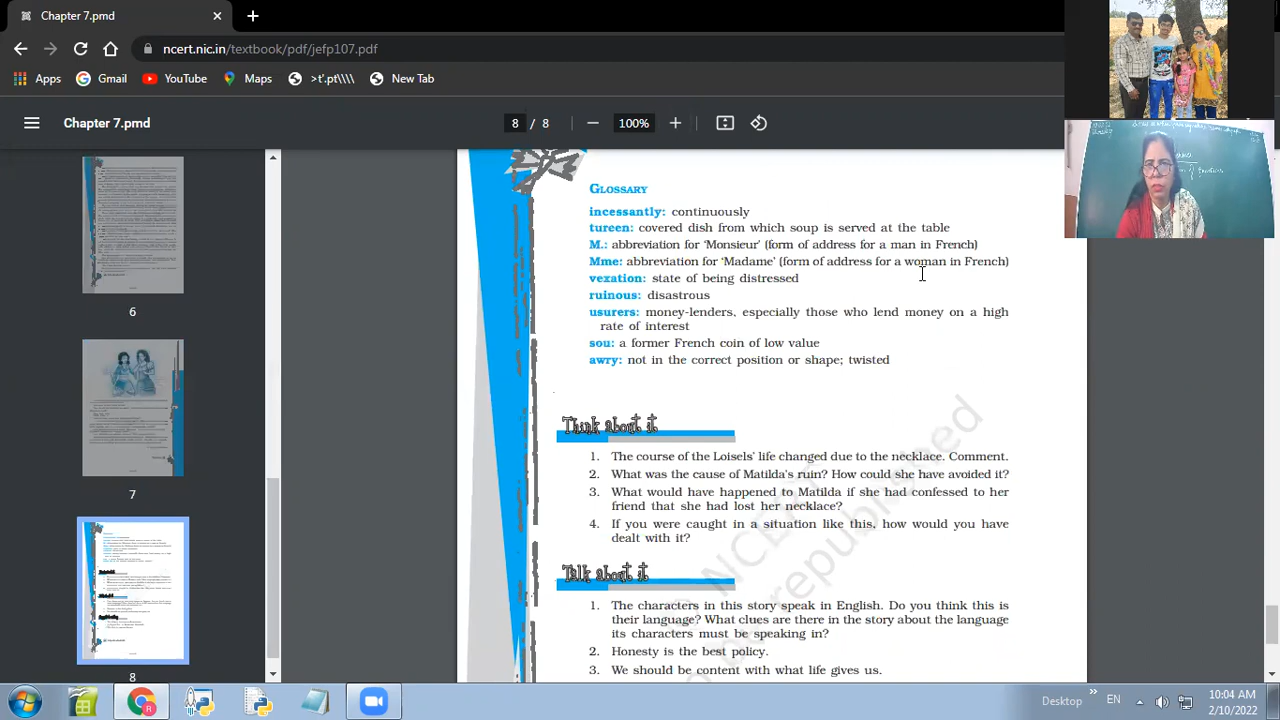 Chapter 7.pmd
ncert.nic.in/textbook/pdf/jefp107.pdf
Apps
Gmail
YouTube
Maps
>crt>i\\\\
New Tab
Chapter 7.pmd
8 / 8
100%
GLOSSARY
incessantly: continuously
tureen: covered dish from which soup is served at the table
M.: abbreviation for ‘Monsieur’ (form of address for a man in French)
Mme: abbreviation for ‘Madame’ (form of address for a woman in French)
vexation: state of being distressed
ruinous: disastrous
usurers: money-lenders, especially those who lend money on a high
rate of interest
sou: a former French coin of low value
awry: not in the correct position or shape; twisted
Think about it
1. The course of the Loisels’ life changed due to the necklace. Comment.
2. What was the cause of Matilda’s ruin? How could she have avoided it?
3. What would have happened to Matilda if she had confessed to her
friend that she had lost her necklace?
4. If you were caught in a situation like this, how would you have
dealt with it?
Talk about it
1. The characters in this story speak in English. Do you think this is
their language? What clues are there in the story about the language
its characters must be speaking in?
2. Honesty is the best policy.
3. We should be content with what life gives us.
6
7
8
Desktop
EN
10:04 AM
2/10/2022